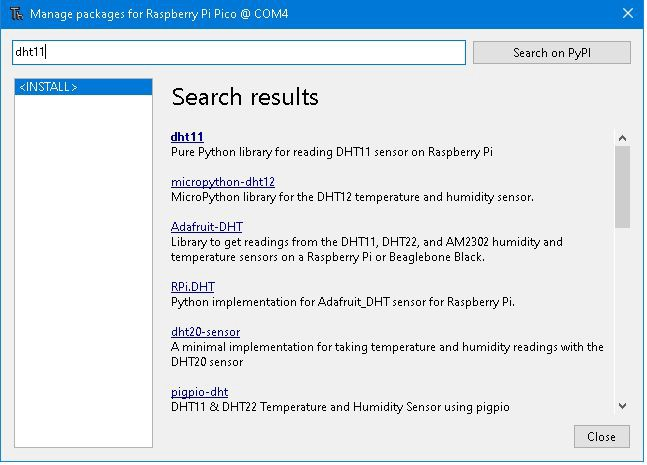 Manage packages for Raspberry Pi Pico @ COM4
dht11
Search on PyPI
<INSTALL>
Search results
dht11
Pure Python library for reading DHT11 sensor on Raspberry Pi
micropython-dht12
MicroPython library for the DHT12 temperature and humidity sensor.
Adafruit-DHT
Library to get readings from the DHT11, DHT22, and AM2302 humidity and
temperature sensors on a Raspberry Pi or Beaglebone Black.
RPi.DHT
Python implementation for Adafruit_DHT sensor for Raspberry Pi.
dht20-sensor
A minimal implementation for taking temperature and humidity readings with the
DHT20 sensor
pigpio-dht
DHT11 & DHT22 Temperature and Humidity Sensor using pigpio
Close